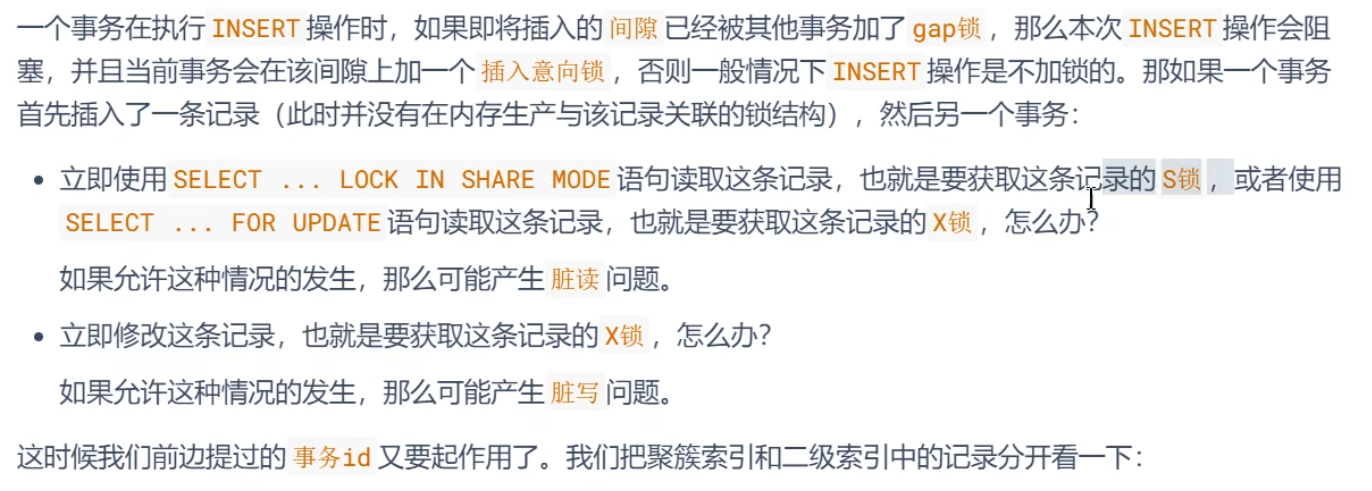 一个事务在执行 INSERT 操作时，如果即将插入的 间隙 已经被其他事务加了 gap锁 ，那么本次 INSERT 操作会阻
塞，并且当前事务会在该间隙上加一个 插入意向锁 ，否则一般情况下 INSERT 操作是不加锁的。那如果一个事务
首先插入了一条记录（此时并没有在内存生产与该记录关联的锁结构），然后另一个事务：
• 立即使用 SELECT ... LOCK IN SHARE MODE 语句读取这条记录，也就是要获取这条记录的 S锁 ，或者使用
SELECT ... FOR UPDATE 语句读取这条记录，也就是要获取这条记录的 X锁 ，怎么办？
如果允许这种情况的发生，那么可能产生 脏读 问题。
• 立即修改这条记录，也就是要获取这条记录的 X锁 ，怎么办？
如果允许这种情况的发生，那么可能产生 脏写 问题。
这时候我们前边提过的 事务id 又要起作用了。我们把聚簇索引和二级索引中的记录分开看一下：